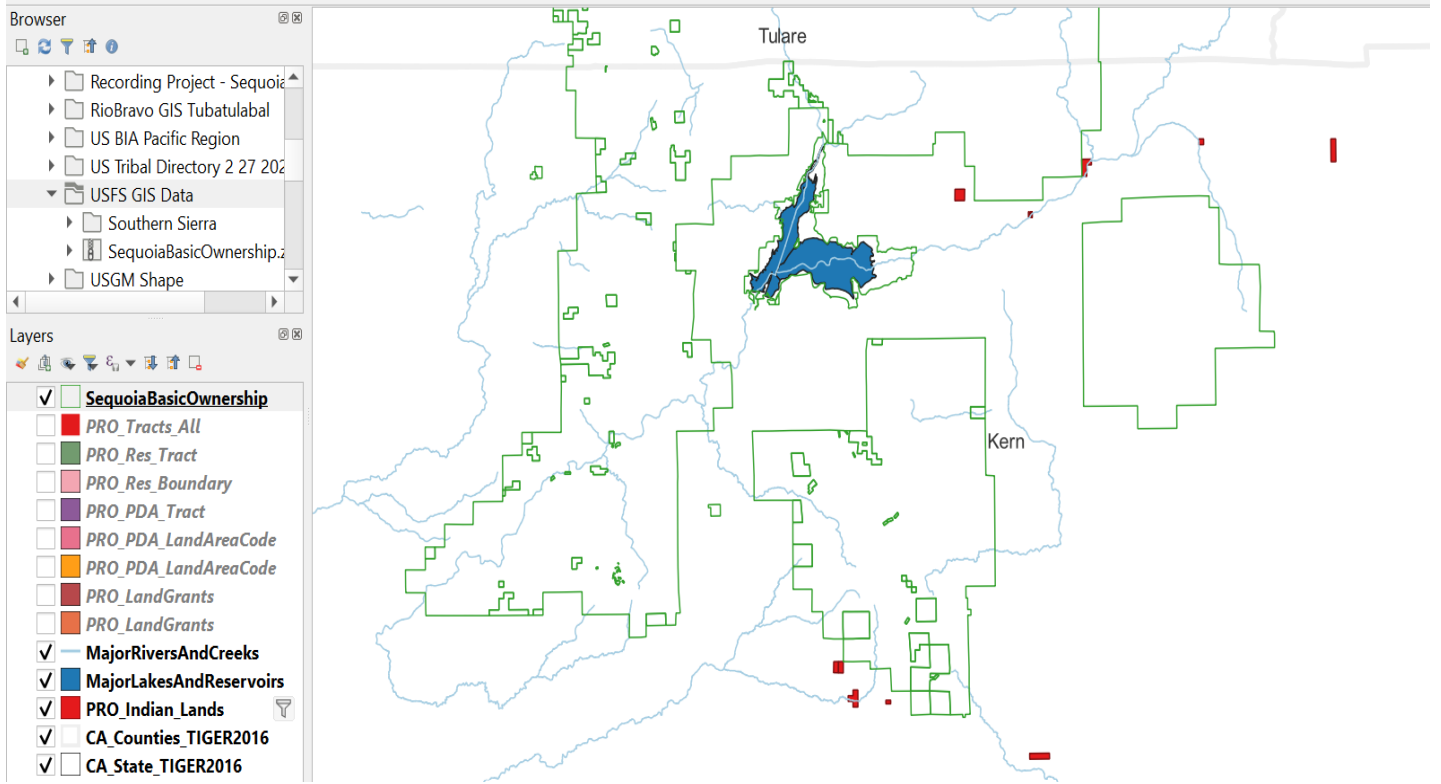 Browser
Recording Project - Sequoia
RioBravo GIS Tubatulabal
US BIA Pacific Region
US Tribal Directory 2 27 202
USFS GIS Data
Southern Sierra
SequoiaBasicOwnership.z
USGM Shape
Layers
SequoiaBasicOwnership
PRO_Tracts_All
PRO_Res_Tract
PRO_Res_Boundary
PRO_PDA_Tract
PRO_PDA_LandAreaCode
PRO_PDA_LandAreaCode
PRO_LandGrants
PRO_LandGrants
MajorRiversAndCreeks
MajorLakesAndReservoirs
PRO_Indian_Lands
CA_Counties_TIGER2016
CA_State_TIGER2016
Tulare
Kern